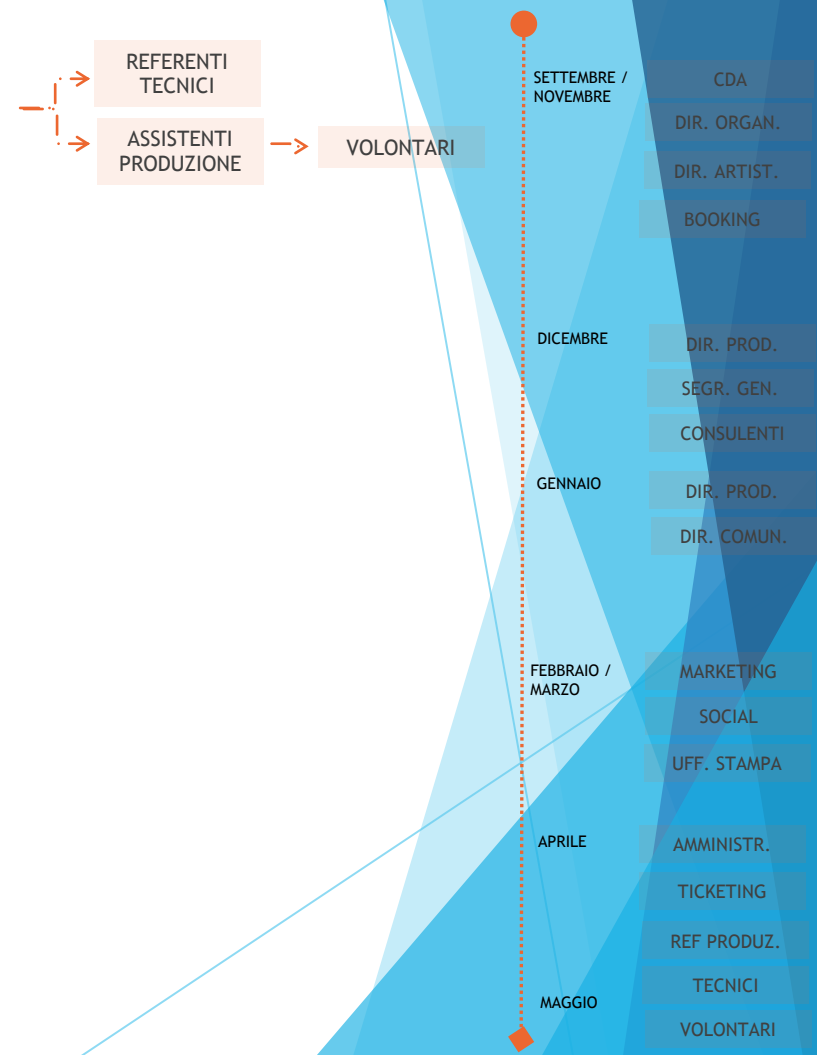 REFERENTI
TECNICI
ASSISTENTI
PRODUZIONE
VOLONTARI
SETTEMBRE /
NOVEMBRE
CDA
DIR. ORGAN.
DIR. ARTIST.
BOOKING
DICEMBRE
DIR. PROD.
SEGR. GEN.
CONSULENTI
GENNAIO
DIR. PROD.
DIR. COMUN.
FEBBRAIO /
MARZO
MARKETING
SOCIAL
UFF. STAMPA
APRILE
AMMINISTR.
TICKETING
REF PRODUZ.
TECNICI
MAGGIO
VOLONTARI